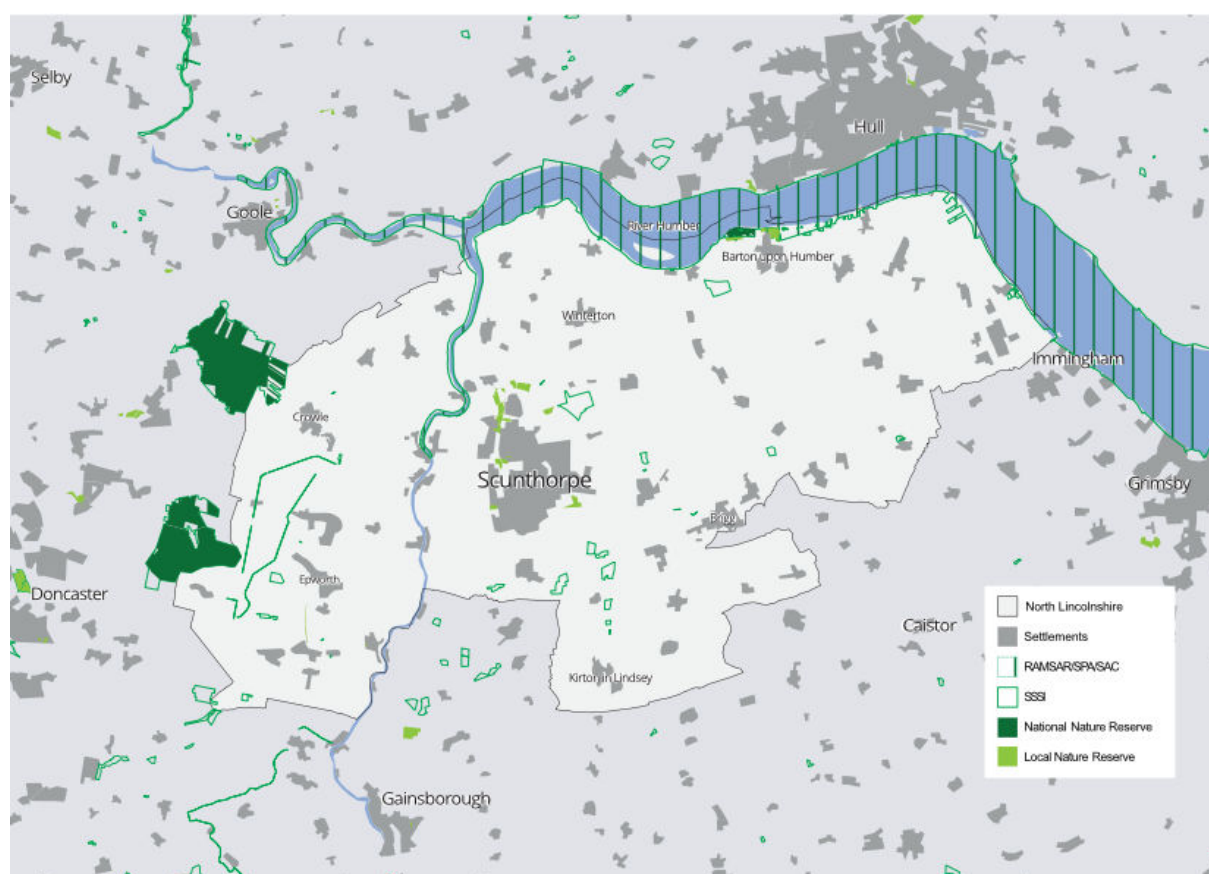 Selby
Hull
Goole
River Humber
Barton upon Humber
Winterton
Immingham
Crowle
Scunthorpe
Grimsby
Brigg
Epworth
Doncaster
Caistor
Kirton in Lindsey
Gainsborough
North Lincolnshire
Settlements
RAMSAR/SPA/SAC
SSSI
National Nature Reserve
Local Nature Reserve